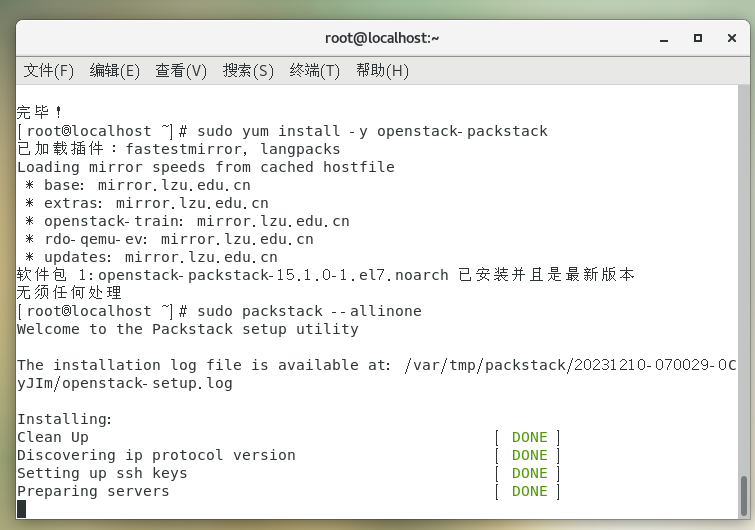 root@localhost:~
文件(F) 编辑(E) 查看(V) 搜索(S) 终端(T) 帮助(H)
完毕！
[root@localhost ~]# sudo yum install -y openstack-packstack
已加载插件：fastestmirror, langpacks
Loading mirror speeds from cached hostfile
 * base: mirror.lzu.edu.cn
 * extras: mirror.lzu.edu.cn
 * openstack-train: mirror.lzu.edu.cn
 * rdo-qemu-ev: mirror.lzu.edu.cn
 * updates: mirror.lzu.edu.cn
软件包 1:openstack-packstack-15.1.0-1.el7.noarch 已安装并且是最新版本
无须任何处理
[root@localhost ~]# sudo packstack --allinone
Welcome to the Packstack setup utility
The installation log file is available at: /var/tmp/packstack/20231210-070029-0C
yJIm/openstack-setup.log
Installing:
Clean Up [ DONE ]
Discovering ip protocol version [ DONE ]
Setting up ssh keys [ DONE ]
Preparing servers [ DONE ]